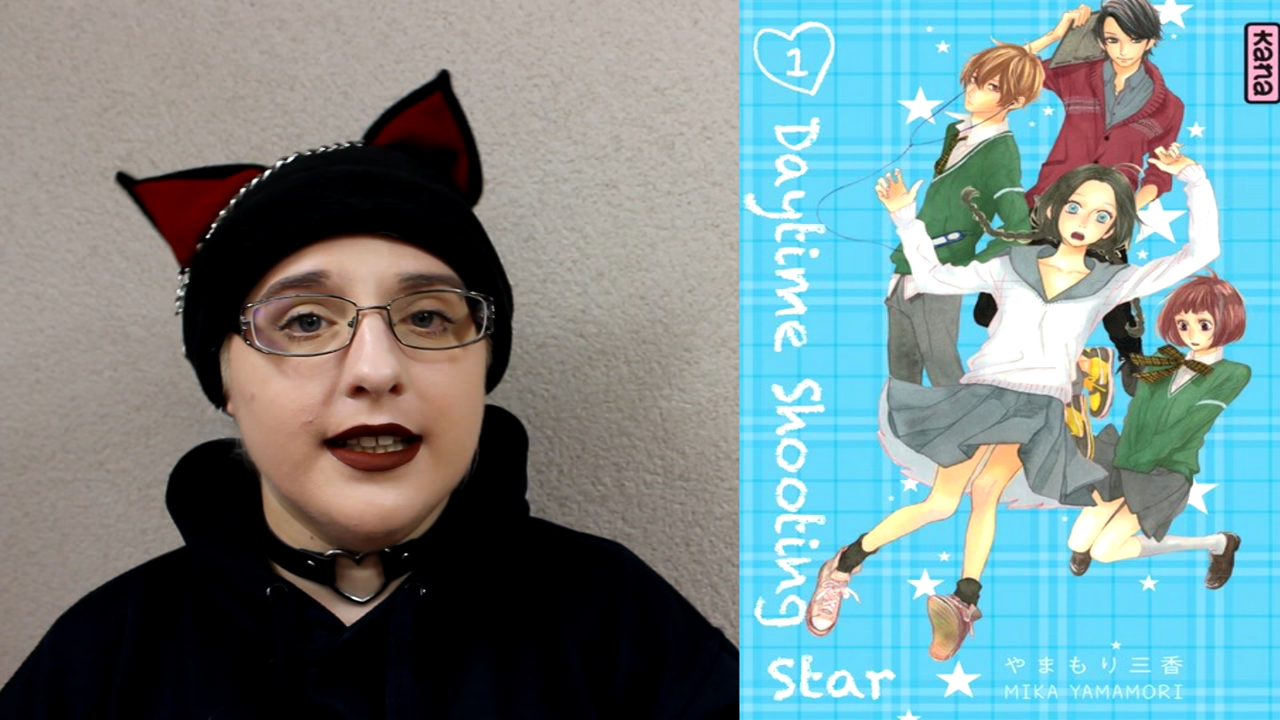 1
Daytime Shooting
Star
kana
やまもり三香
MIKA YAMAMORI